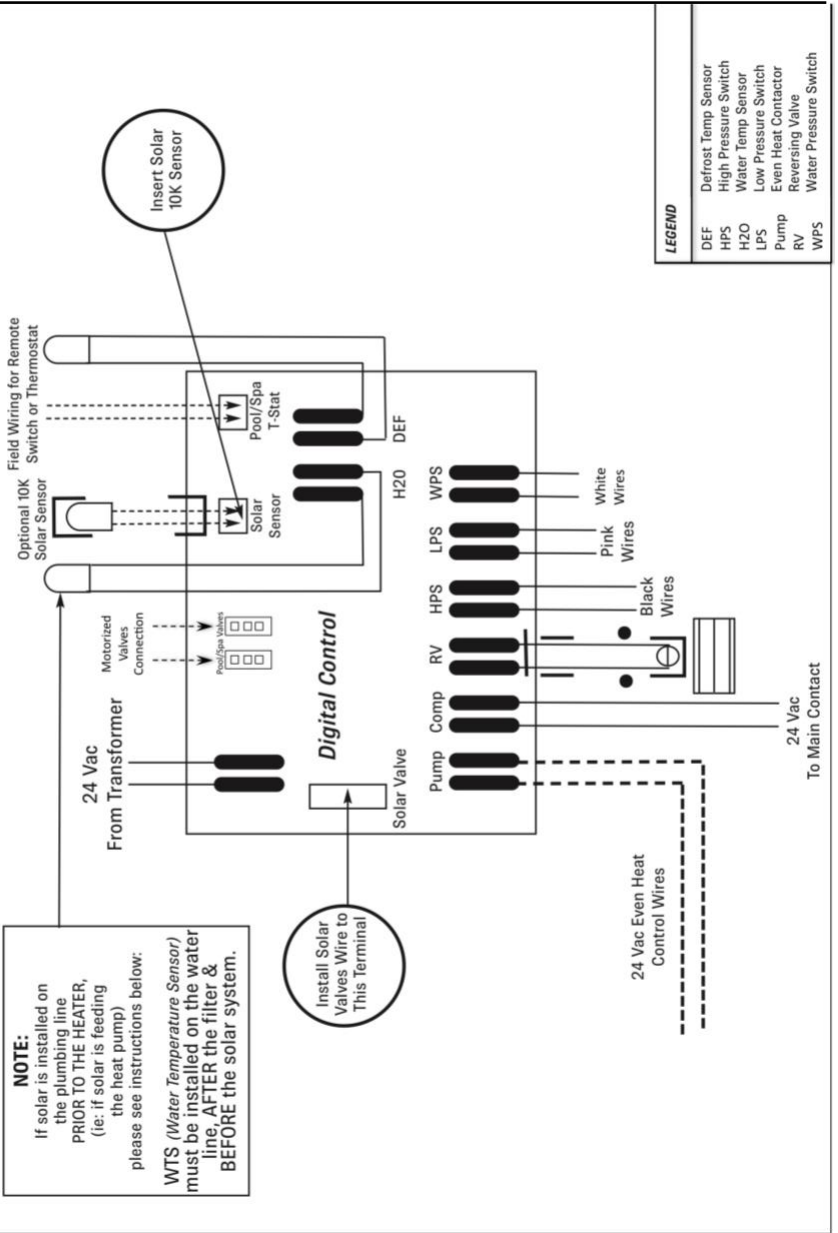 NOTE:
If solar is installed on
the plumbing line
PRIOR TO THE HEATER,
(ie: if solar is feeding
the heat pump)
please see instructions below:
WTS (Water Temperature Sensor)
must be installed on the water
line, AFTER the filter &
BEFORE the solar system.
24 Vac
From Transformer
Motorized
Valves
Connection
Optional 10K
Solar Sensor
Field Wiring for Remote
Switch or Thermostat
Insert Solar
10K Sensor
Pool/Spa Valves
Solar
Sensor
Pool/Spa
T-Stat
Digital Control
H2O
DEF
Install Solar
Valves Wire to
This Terminal
Solar Valve
Pump
Comp
RV
HPS
LPS
WPS
24 Vac Even Heat
Control Wires
24 Vac
To Main Contact
Black
Wires
Pink
Wires
White
Wires
LEGEND
DEF Defrost Temp Sensor
HPS High Pressure Switch
H2O Water Temp Sensor
LPS Low Pressure Switch
Pump Even Heat Contactor
RV Reversing Valve
WPS Water Pressure Switch